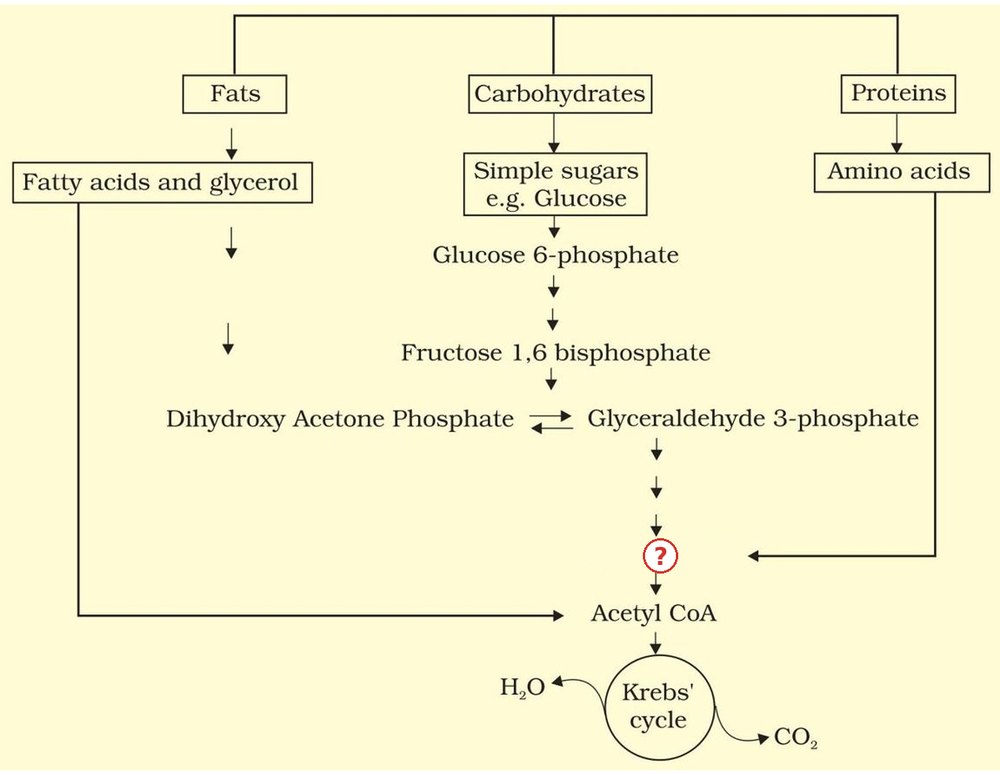 Fats
Carbohydrates
Proteins
Fatty acids and glycerol
Simple sugars
e.g. Glucose
Amino acids
Glucose 6-phosphate
Fructose 1,6 bisphosphate
Dihydroxy Acetone Phosphate
Glyceraldehyde 3-phosphate
?
Acetyl CoA
H₂O
Krebs'
cycle
CO₂